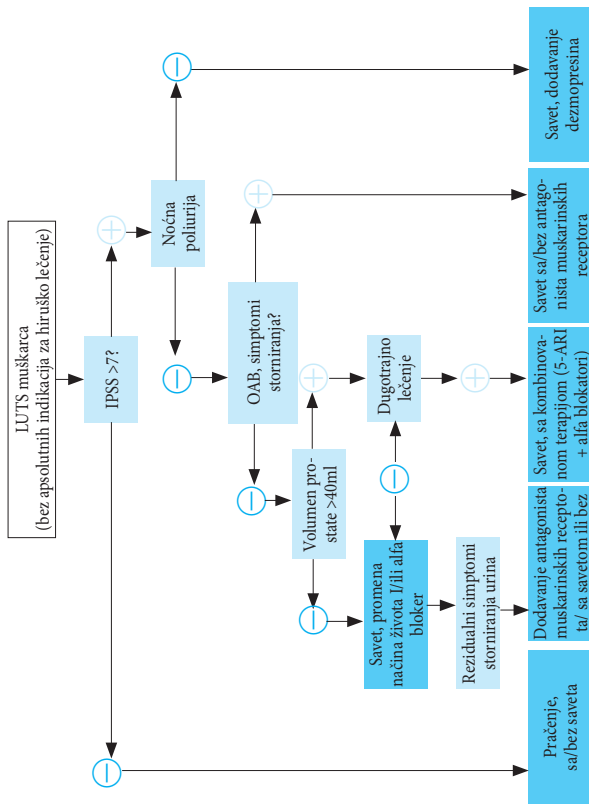 LUTS muškarca
(bez apsolutnih indikacija za hiruško lečenje)
IPSS >7?
Noćna
poliurija
OAB, simptomi
storniranja?
Volumen pro-
state >40ml
Dugotrajno
lečenje
Savet, promena
načina života I/ili alfa
bloker
Rezidualni simptomi
storniranja urina
Pračenje,
sa/bez saveta
Dodavanje antagonista
muskarinskih recepto-
ta/ sa savetom ili bez
Savet, sa kombinova-
nom terapijom (5-ARI
+ alfa blokatori)
Savet sa/bez antago-
nista muskarinskih
receptora
Savet, dodavanje
dezmopresina